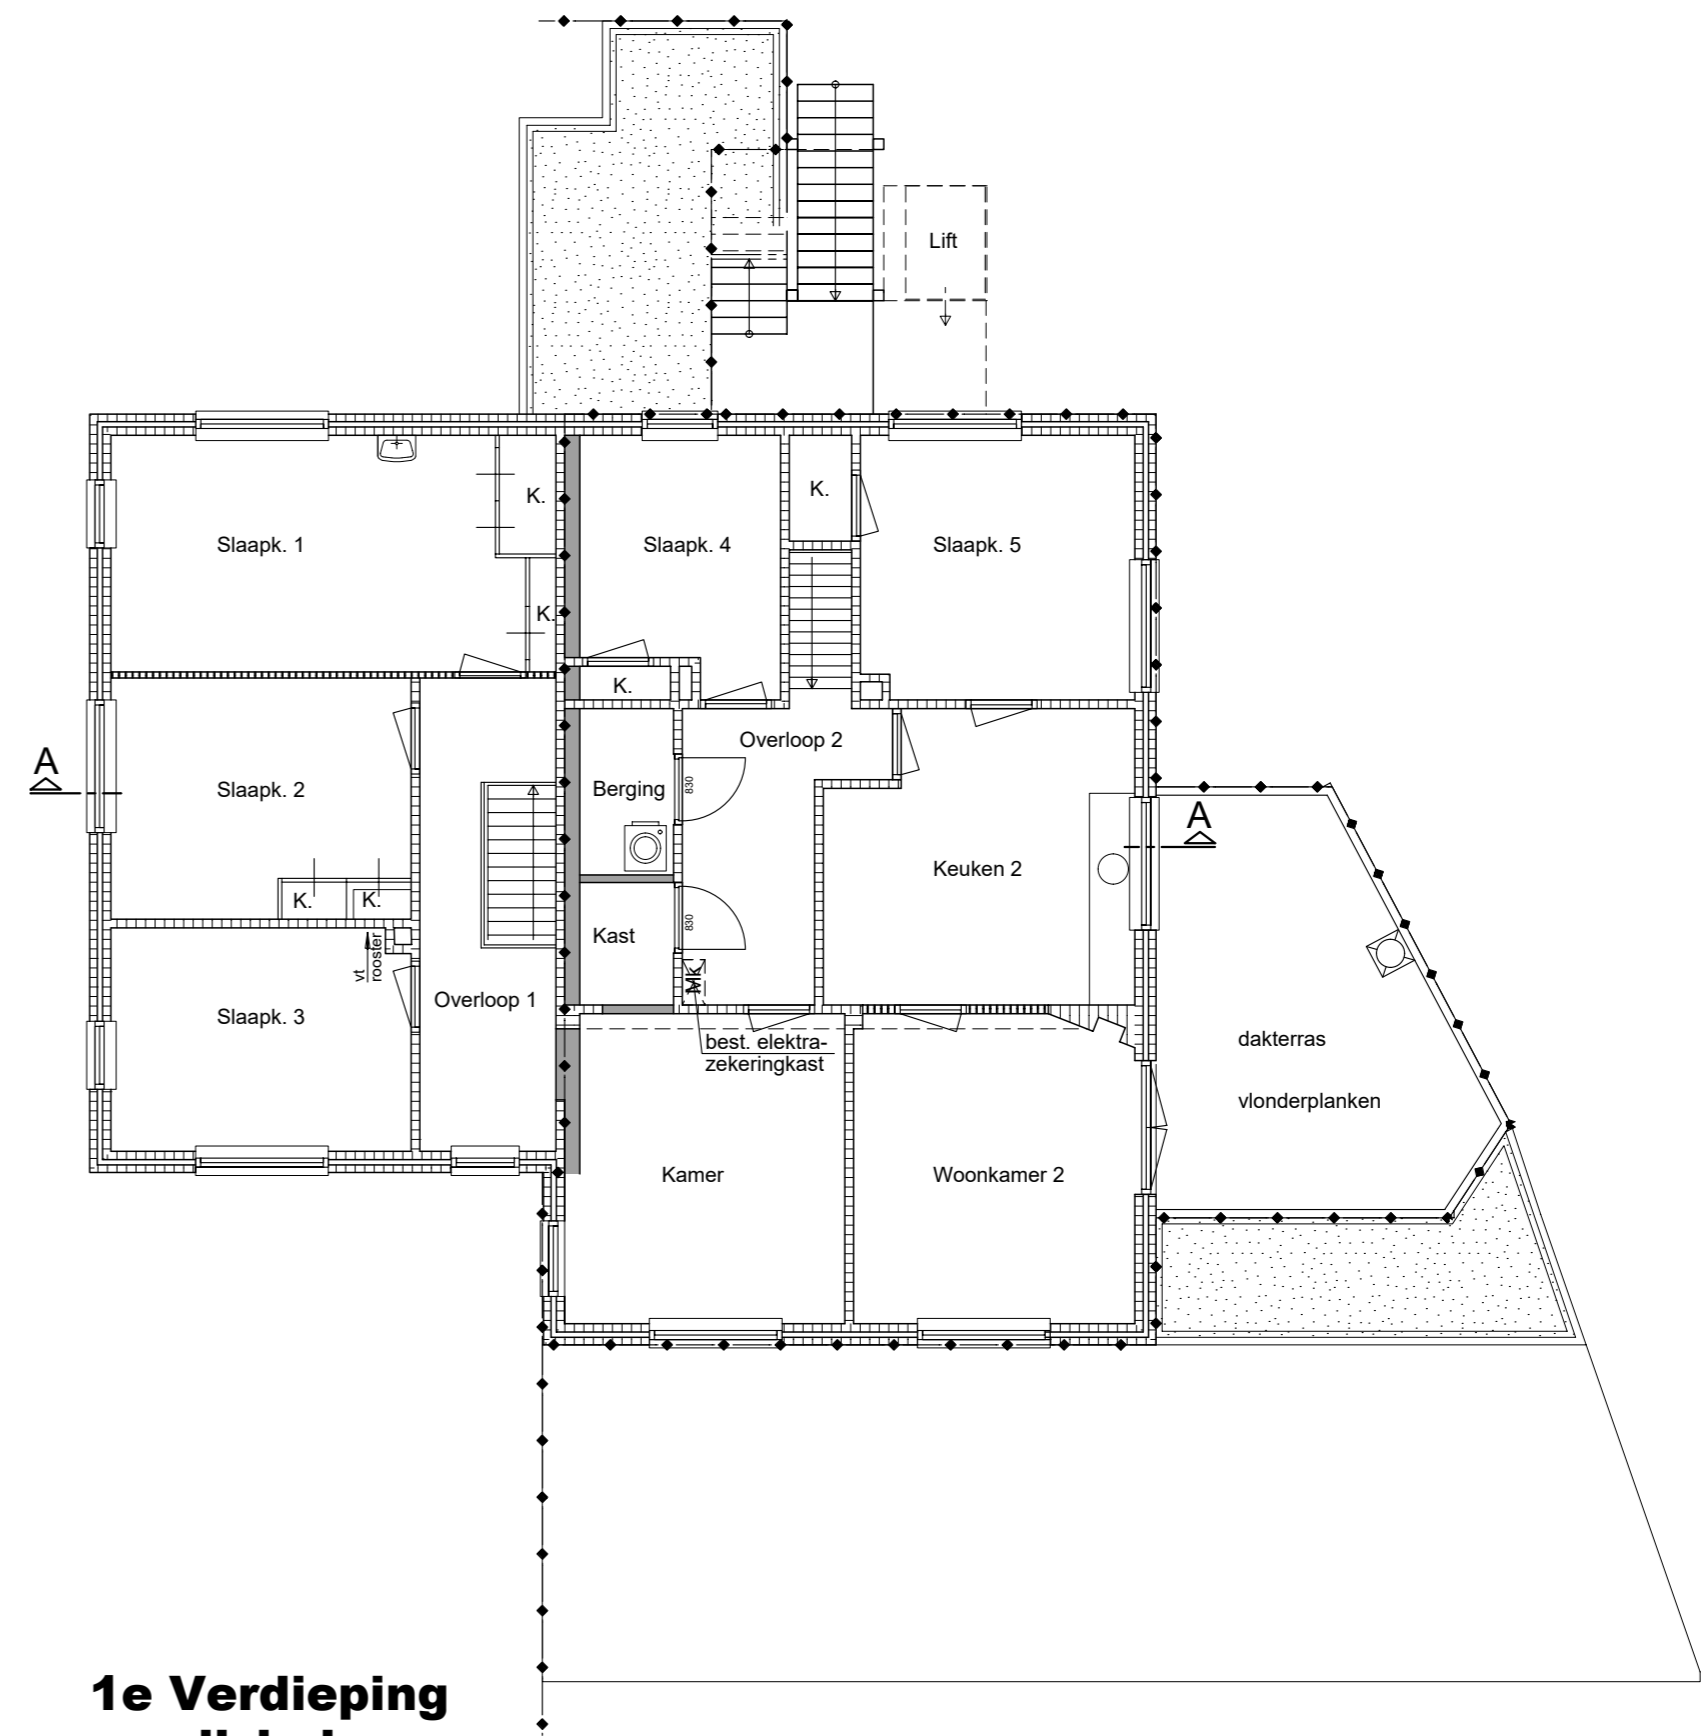 Lift
K.
Slaapk. 1
Slaapk. 4
K.
Slaapk. 5
K.
K.
Overloop 2
A
Slaapk. 2
Berging
830
A
Keuken 2
K.
K.
Kast
830
vt
rooster
MK
Overloop 1
Slaapk. 3
best. elektra-
zekeringkast
dakterras
vlonderplanken
Kamer
Woonkamer 2
1e Verdieping